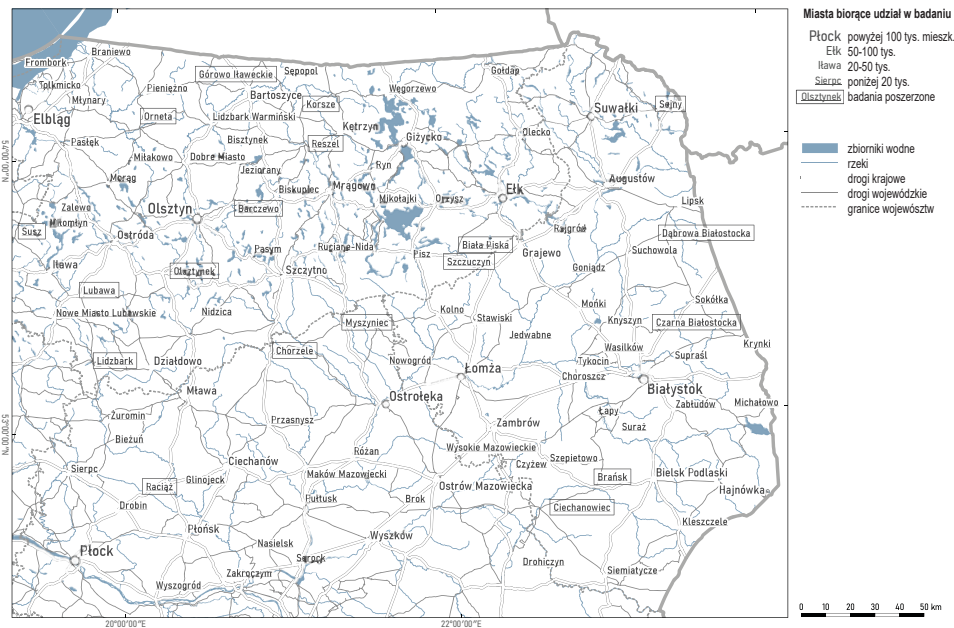 Miasta biorące udział w badaniu
Płock powyżej 100 tys. mieszk.
Ełk 50-100 tys.
Iława 20-50 tys.
Sierpc poniżej 20 tys.
Olsztynek badania poszerzone
zbiorniki wodne
rzeki
drogi krajowe
drogi wojewódzkie
granice wojewóstw
0 10 20 30 40 50 km
54°00'00"N
53°00'00"N
20°00'00"E
22°00'00"E
Braniewo
Frombork
Tolkmicko
Młynary
Pieniężno
Górowo Iławeckie
Sępopol
Bartoszyce
Korsze
Węgorzewo
Gołdap
Suwałki
Sejny
Elbląg
Orneta
Lidzbark Warmiński
Kętrzyn
Giżycko
Olecko
Pasłęk
Bisztynek
Reszel
Miłakowo
Dobre Miasto
Jeziorany
Ryn
Morąg
Biskupiec
Mrągowo
Ełk
Augustów
Zalewo
Olsztyn
Barczewo
Mikołajki
Orzysz
Lipsk
Susz
Miłomłyn
Ostróda
Pasym
Ruciane-Nida
Pisz
Biała Piska
Rajgród
Dąbrowa Białostocka
Grajewo
Suchowola
Szczuczyn
Iława
Olsztynek
Szczytno
Goniądz
Lubawa
Nowe Miasto Lubawskie
Nidzica
Myszyniec
Kolno
Stawiski
Mońki
Sokółka
Knyszyn
Czarna Białostocka
Jedwabne
Krynki
Lidzbark
Działdowo
Chorzele
Nowogród
Wasilków
Supraśl
Tykocin
Łomża
Choroszcz
Białystok
Mława
Ostrołęka
Zabłudów
Michałowo
Żuromin
Przasnysz
Łapy
Suraż
Zambrów
Bieżuń
Różan
Wysokie Mazowieckie
Szepietowo
Czyżew
Sierpc
Ciechanów
Maków Mazowiecki
Brańsk
Bielsk Podlaski
Raciąż
Glinojeck
Ostrów Mazowiecka
Hajnówka
Drobin
Pułtusk
Brok
Ciechanowiec
Kleszczele
Płońsk
Wyszków
Nasielsk
Płock
Serock
Drohiczyn
Siemiatycze
Wyszogród
Zakroczym